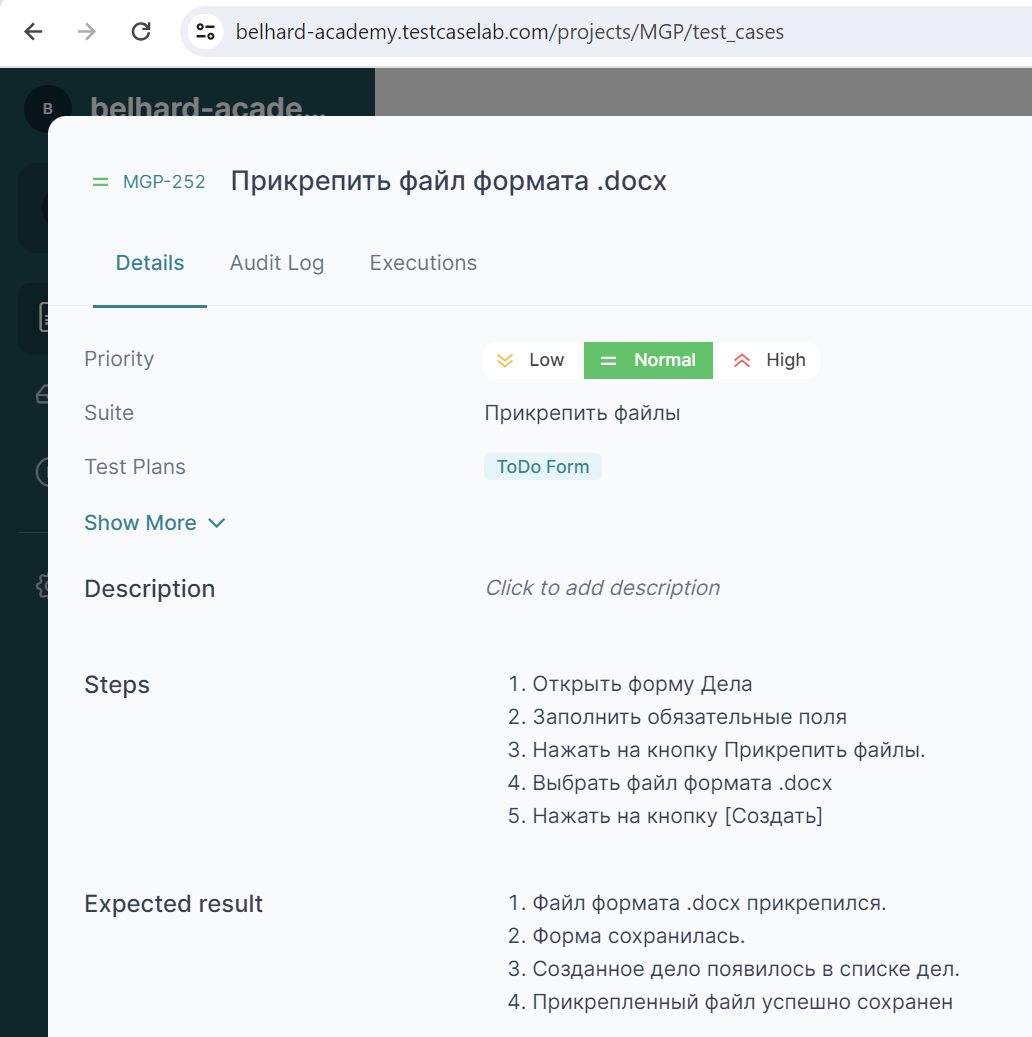 belhard-academy.testcaselab.com/projects/MGP/test_cases
B belhard-acade...
MGP-252 Прикрепить файл формата .docx
Details Audit Log Executions
Priority Low Normal High
Suite Прикрепить файлы
Test Plans ToDo Form
Show More
Description Click to add description
Steps
1. Открыть форму Дела
2. Заполнить обязательные поля
3. Нажать на кнопку Прикрепить файлы.
4. Выбрать файл формата .docx
5. Нажать на кнопку [Создать]
Expected result
1. Файл формата .docx прикрепился.
2. Форма сохранилась.
3. Созданное дело появилось в списке дел.
4. Прикрепленный файл успешно сохранен